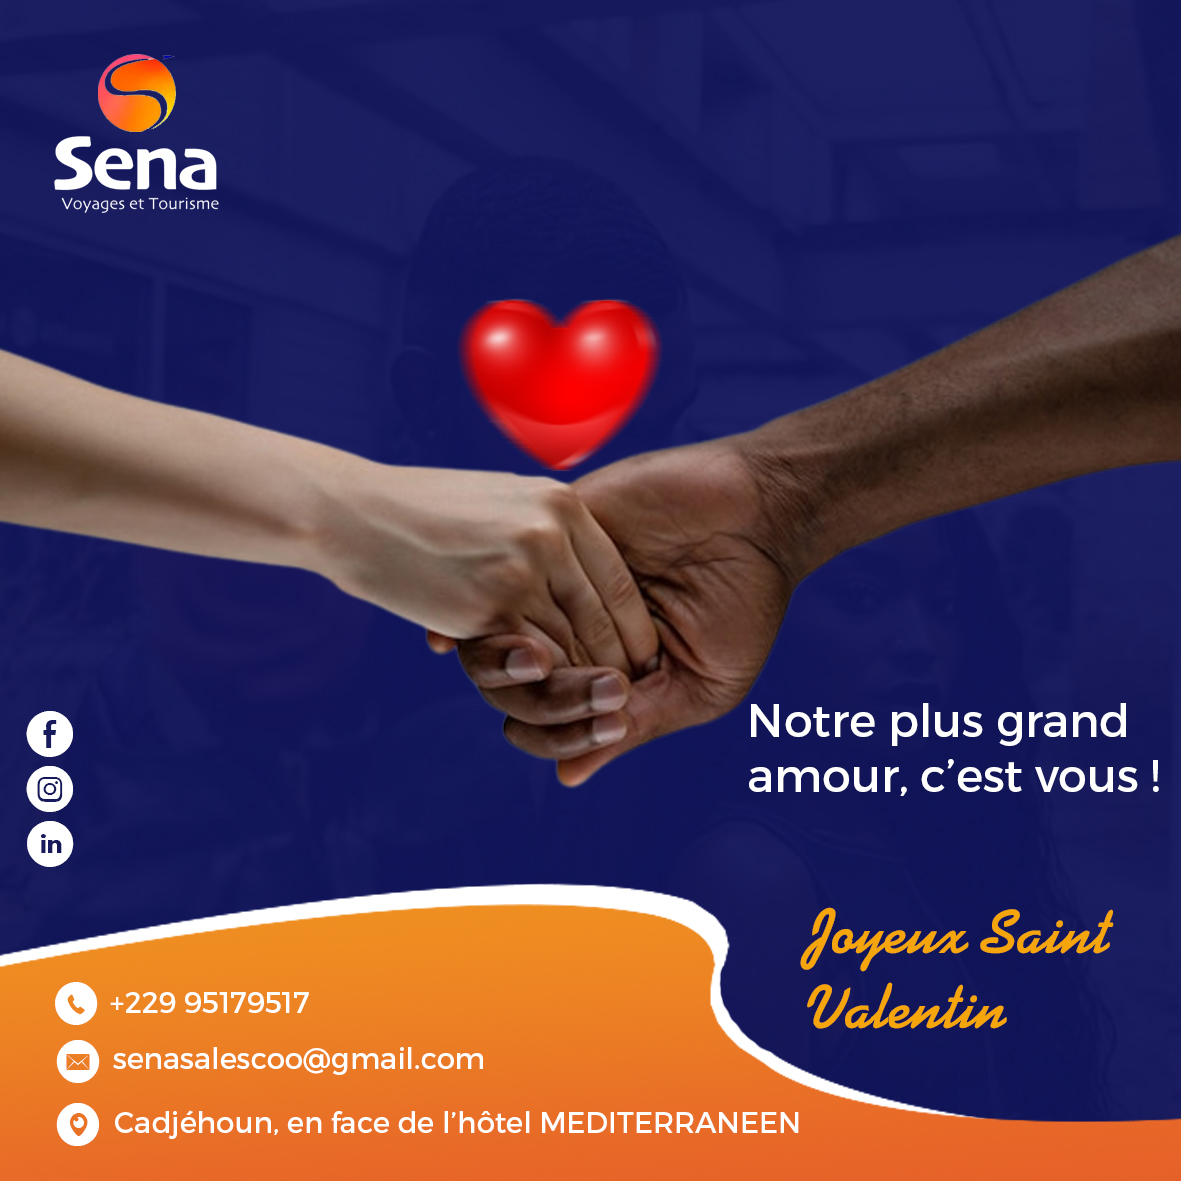 Sena
Voyages et Tourisme
Notre plus grand
amour, c’est vous !
Joyeux Saint
Valentin
+229 95179517
senasalescoo@gmail.com
Cadjéhoun, en face de l’hôtel MEDITERRANEEN